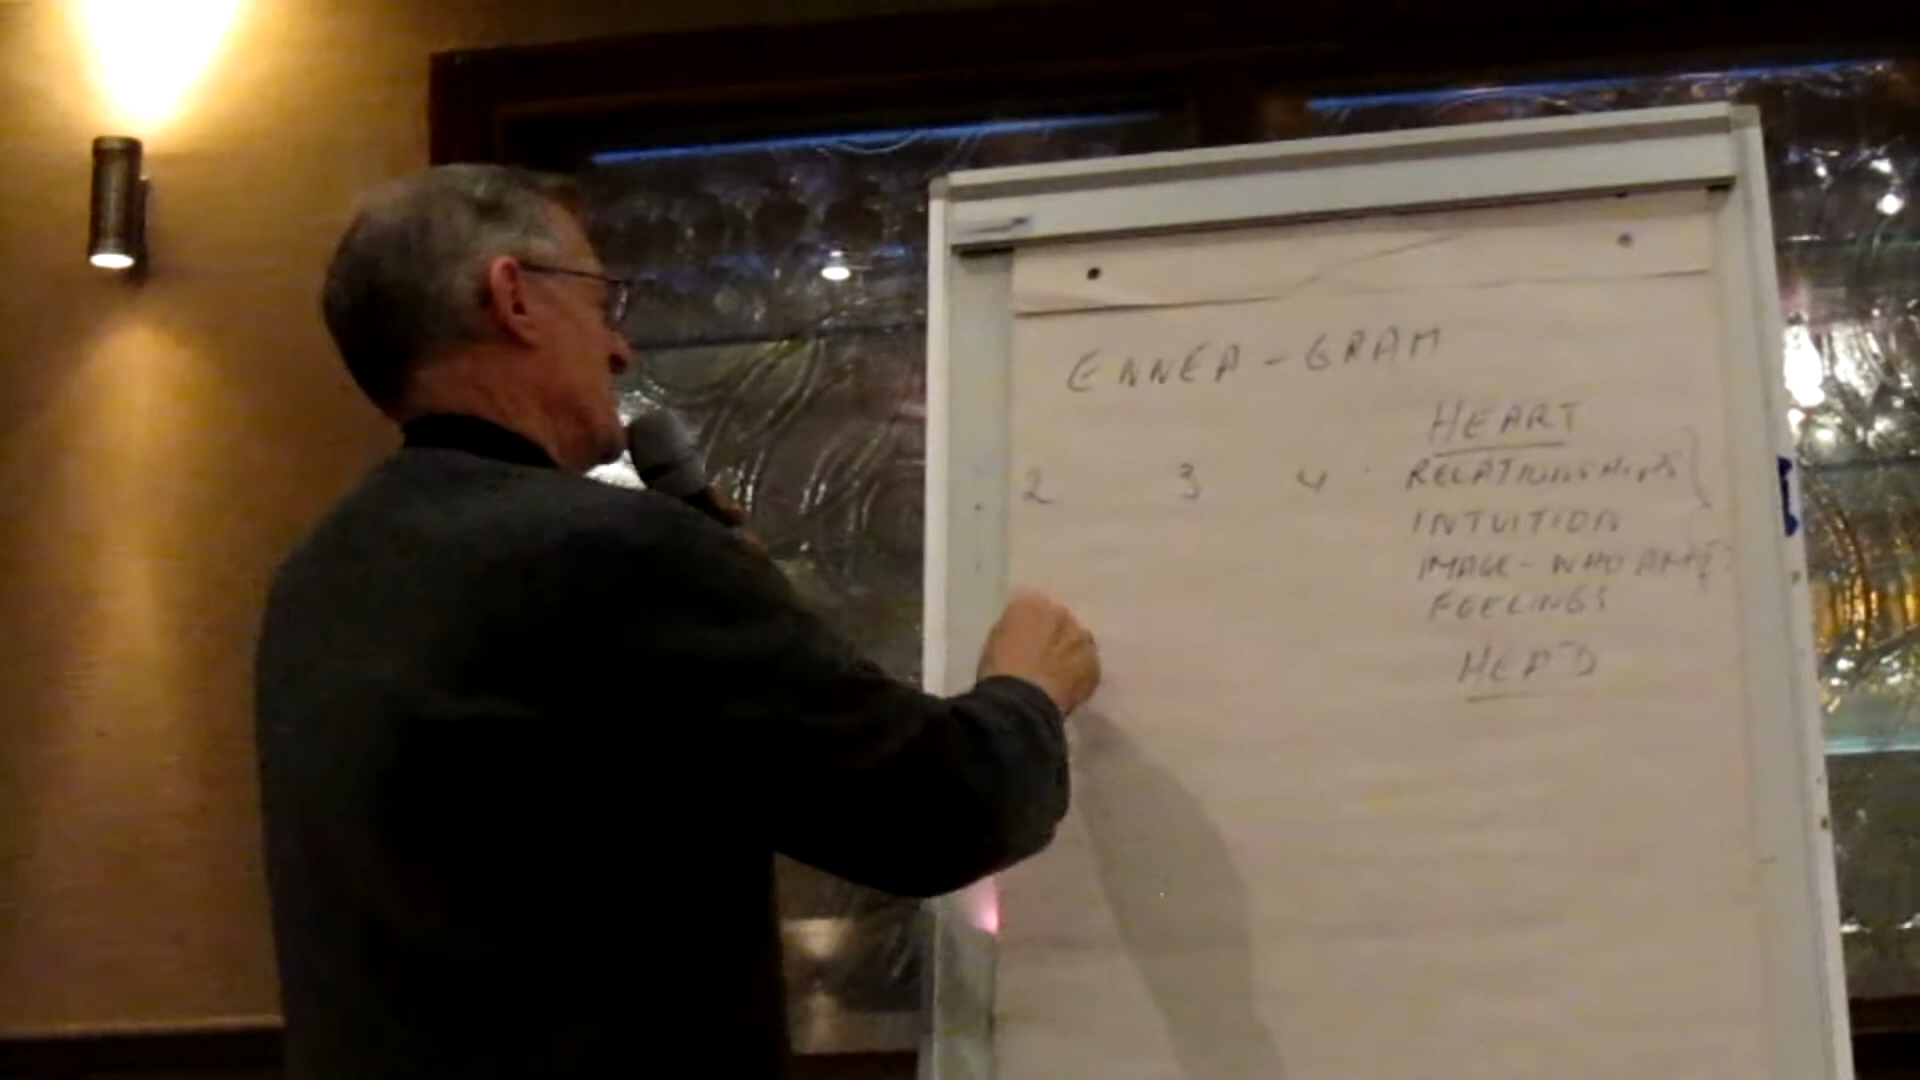 ENNEA-GRAM
HEART
2 3 4 RELATIONSHIPS
INTUITION
IMAGE - WHO AM I?
FEELINGS
HEAD